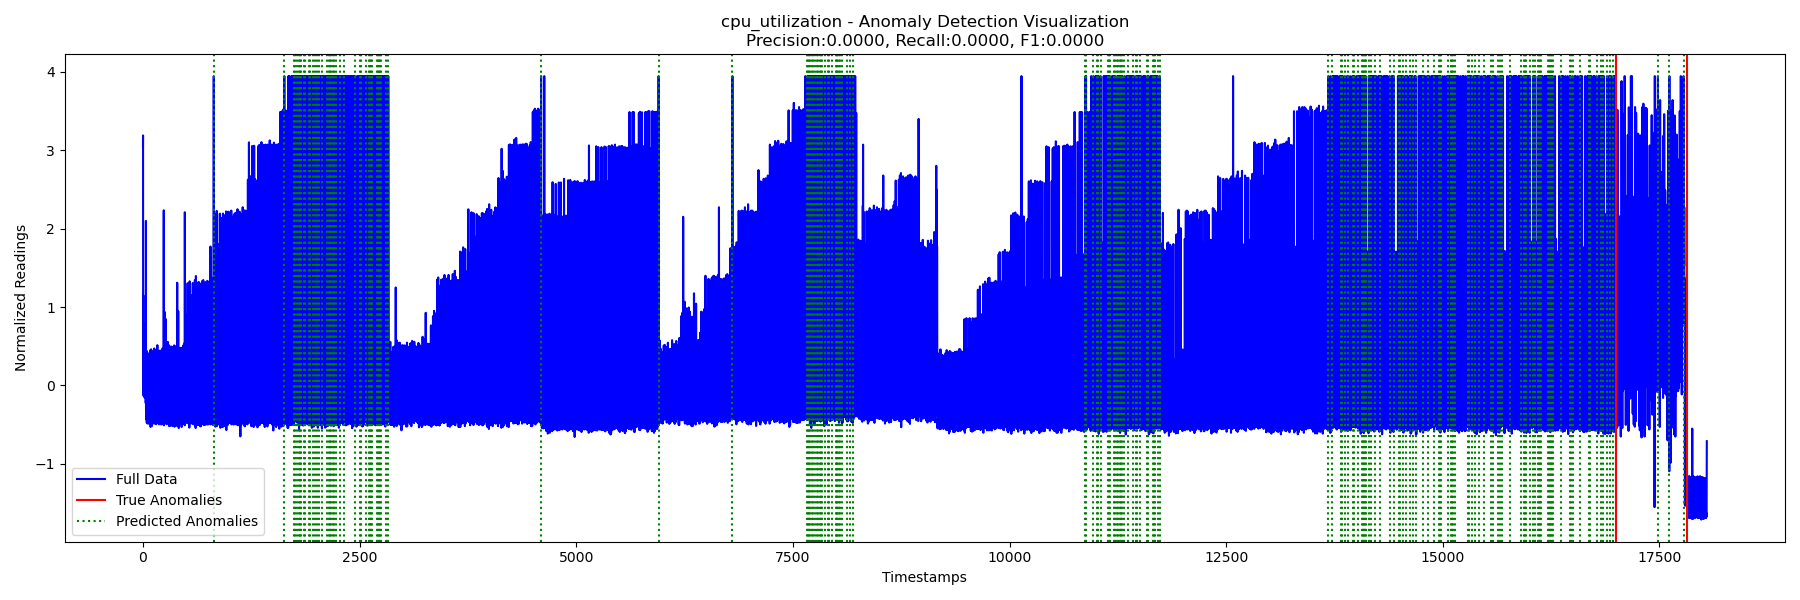 cpu_utilization - Anomaly Detection Visualization
Precision:0.0000, Recall:0.0000, F1:0.0000
Normalized Readings
4
3
2
1
0
−1
Full Data
True Anomalies
Predicted Anomalies
0 2500 5000 7500 10000 12500 15000 17500
Timestamps